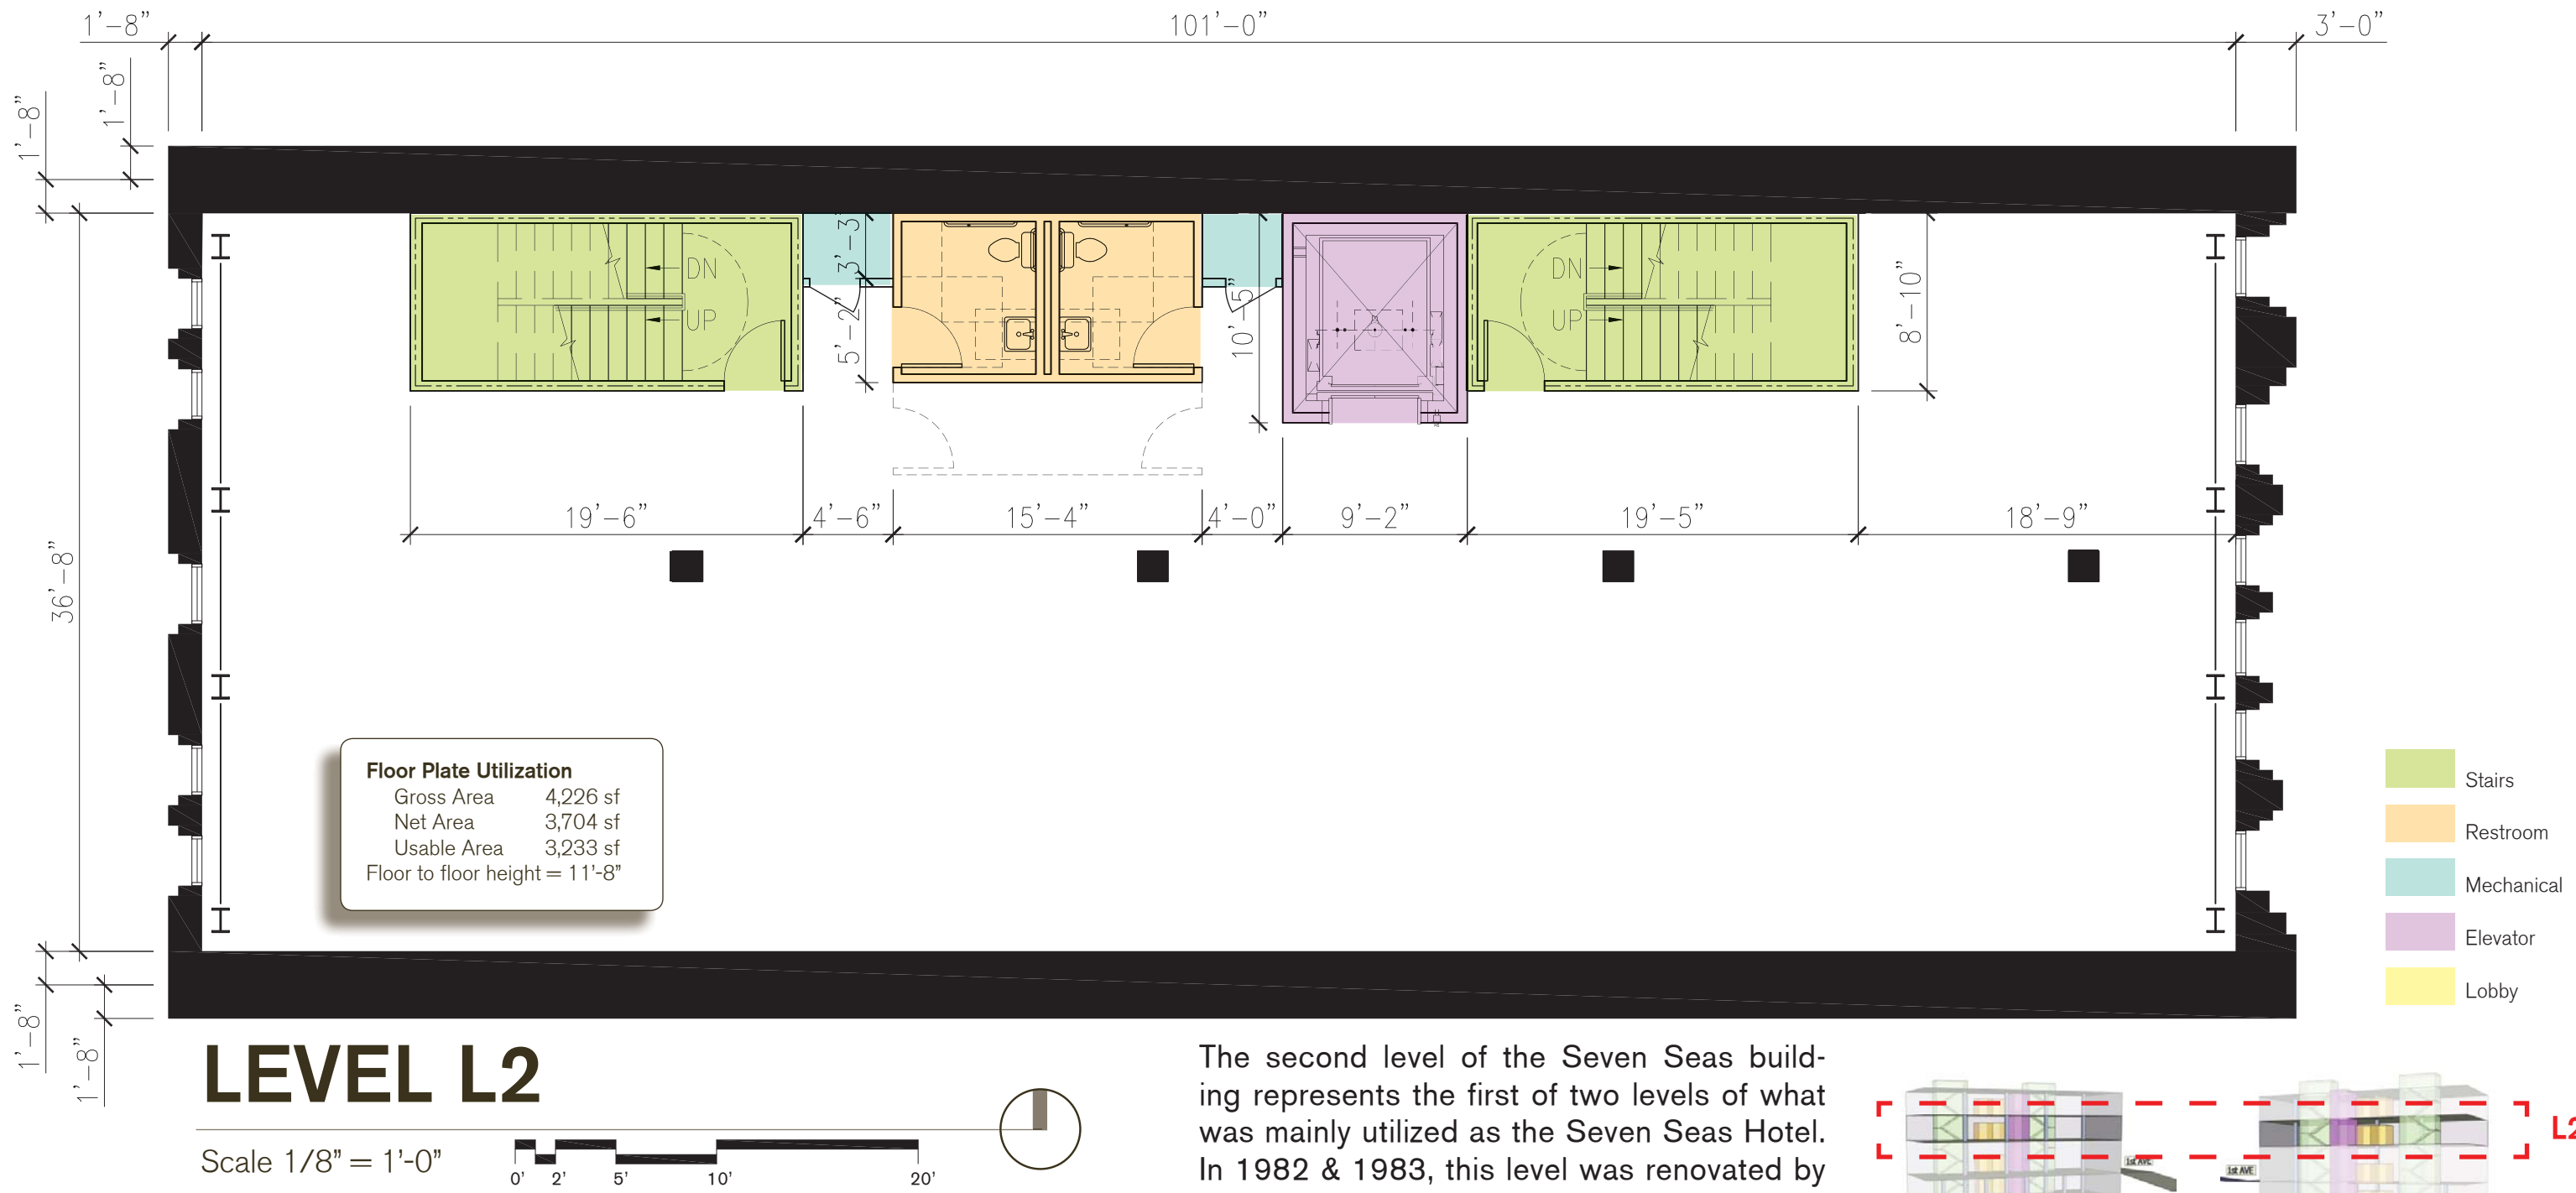 1'-8"
101'-0"
3'-0"
1'-8"
1'-8"
DN
UP
3'-3"
5'-2"
10'-5"
DN
UP
8'-10"
19'-6"
4'-6"
15'-4"
4'-0"
9'-2"
19'-5"
18'-9"
36'-8"
Floor Plate Utilization
Gross Area 4,226 sf
Net Area 3,704 sf
Usable Area 3,233 sf
Floor to floor height = 11'-8"
Stairs
Restroom
Mechanical
Elevator
Lobby
1'-8"
1'-8"
LEVEL L2
Scale 1/8" = 1'-0"
0' 2' 5' 10' 20'
The second level of the Seven Seas build-
ing represents the first of two levels of what
was mainly utilized as the Seven Seas Hotel.
In 1982 & 1983, this level was renovated by
1st AVE
1st AVE
L2